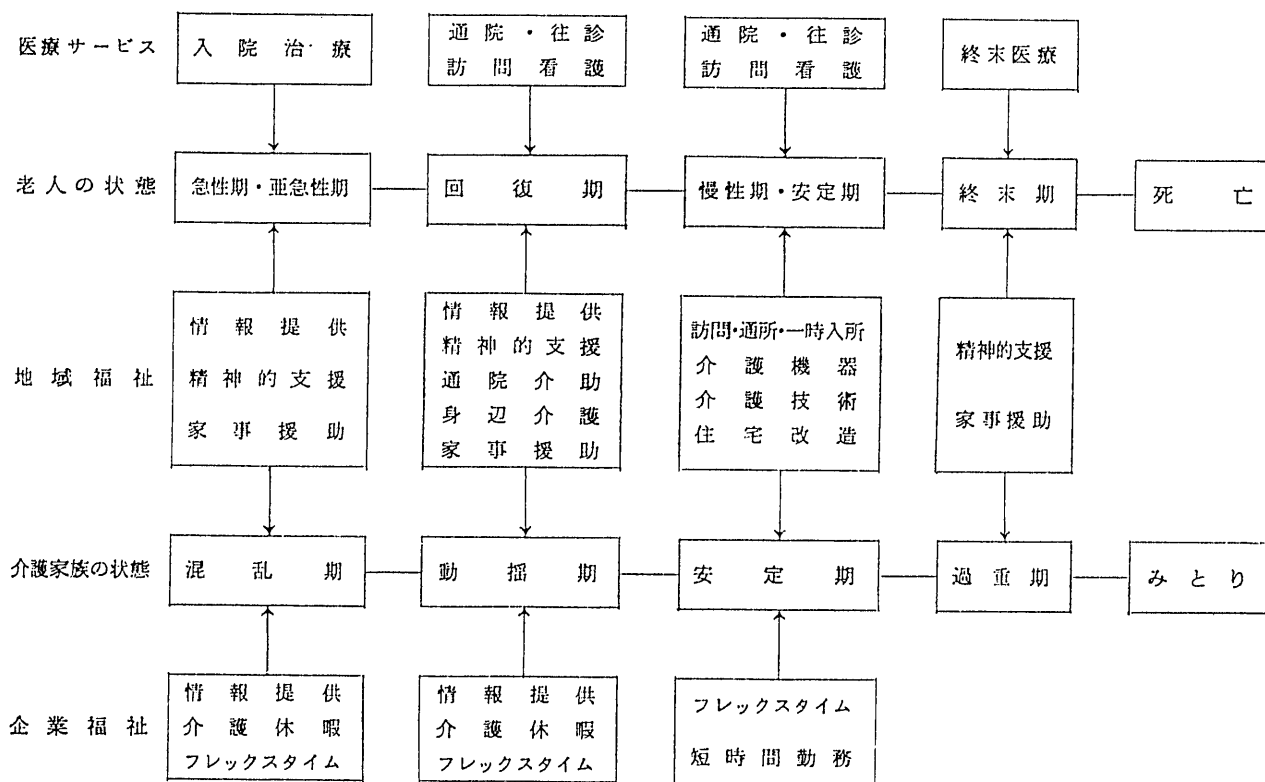 医療サービス
入院治療
通院・往診
訪問看護
通院・往診
訪問看護
終末医療
老人の状態
急性期・亜急性期
回復期
慢性期・安定期
終末期
死亡
地域福祉
情報提供
精神的支援
家事援助
情報提供
精神的支援
通院介助
身辺介護
家事援助
訪問・通所・一時入所
介護機器
介護技術
住宅改造
精神的支援
家事援助
介護家族の状態
混乱期
動揺期
安定期
過重期
みとり
企業福祉
情報提供
介護休暇
フレックスタイム
情報提供
介護休暇
フレックスタイム
フレックスタイム
短時間勤務